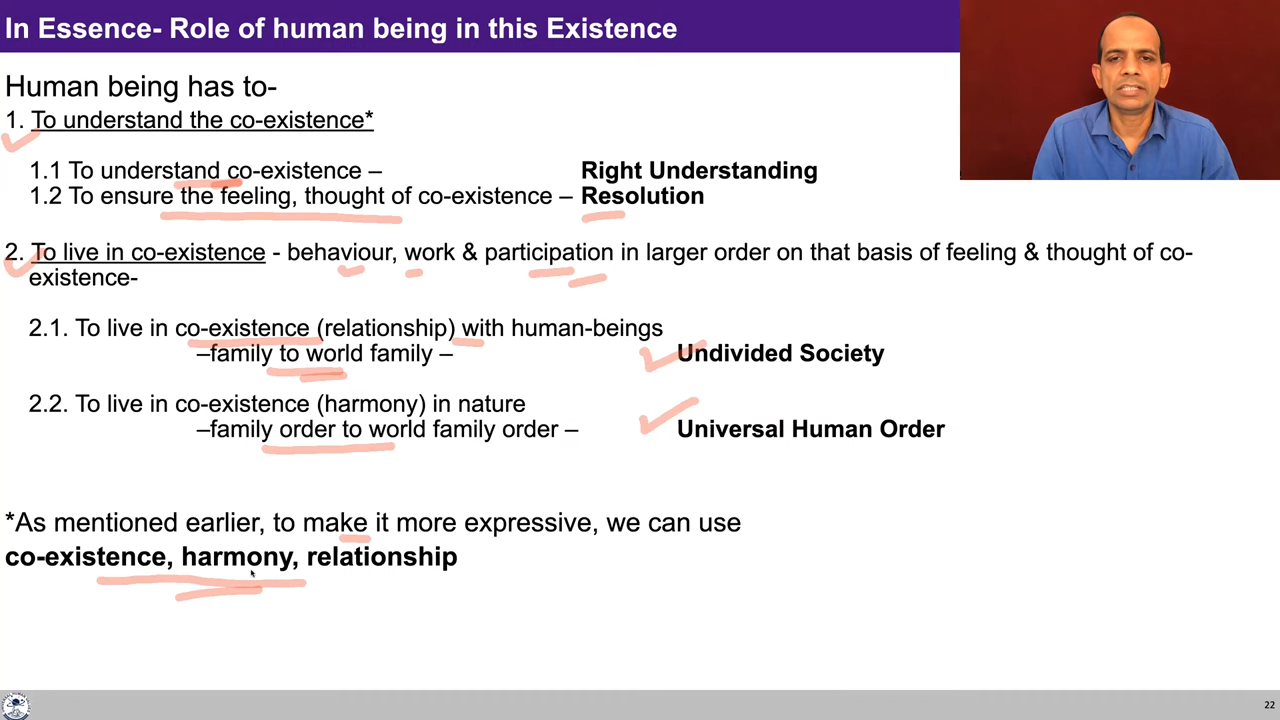 In Essence- Role of human being in this Existence
Human being has to-
1. To understand the co-existence*
1.1 To understand co-existence – Right Understanding
1.2 To ensure the feeling, thought of co-existence – Resolution
2. To live in co-existence - behaviour, work & participation in larger order on that basis of feeling & thought of co-
existence-
2.1. To live in co-existence (relationship) with human-beings
–family to world family – Undivided Society
2.2. To live in co-existence (harmony) in nature
–family order to world family order – Universal Human Order
*As mentioned earlier, to make it more expressive, we can use
co-existence, harmony, relationship
22